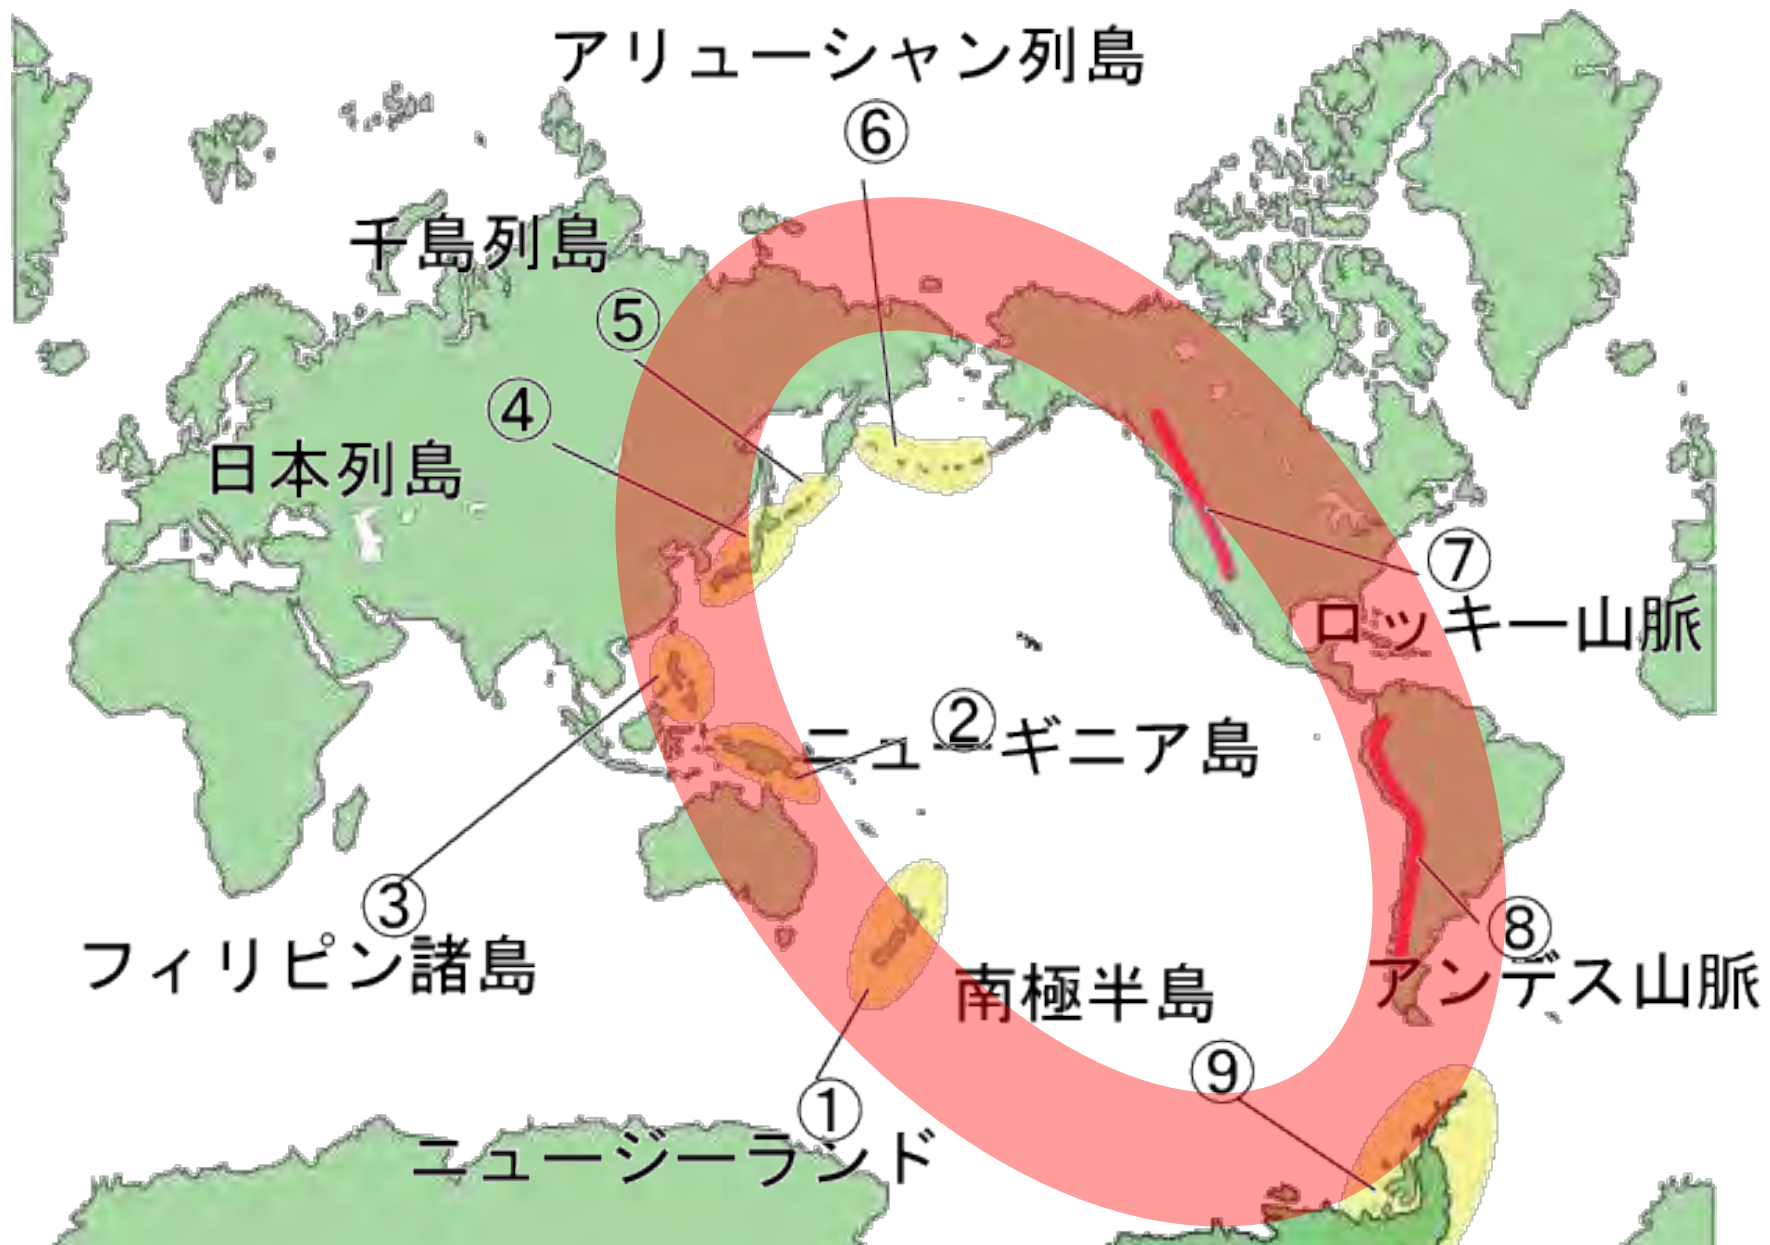 アリューシャン列島
⑥
千島列島
⑤
④
日本列島
⑦
ロッキー山脈
②
ニューギニア島
③
フィリピン諸島
⑧
アンデス山脈
南極半島
⑨
①
ニュージーランド